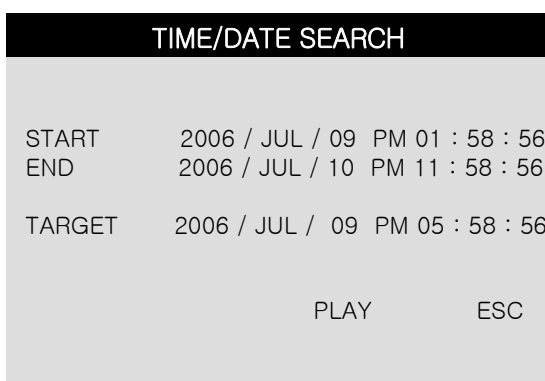 TIME/DATE SEARCH
START 2006 / JUL / 09 PM 01 : 58 : 56
END 2006 / JUL / 10 PM 11 : 58 : 56
TARGET 2006 / JUL / 09 PM 05 : 58 : 56
PLAY ESC